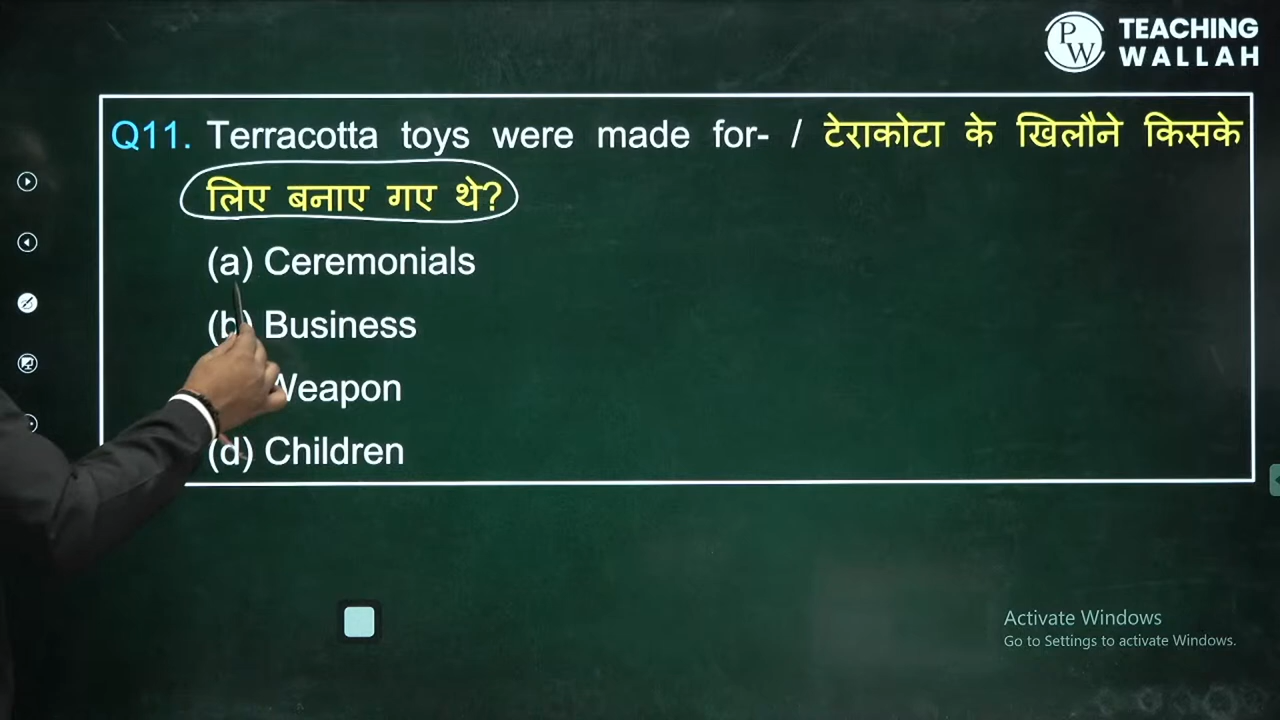 PW TEACHING
WALLAH
Q11. Terracotta toys were made for- / टेराकोटा के खिलौने किसके
लिए बनाए गए थे?
(a) Ceremonials
(b) Business
Weapon
(d) Children
Activate Windows
Go to Settings to activate Windows.